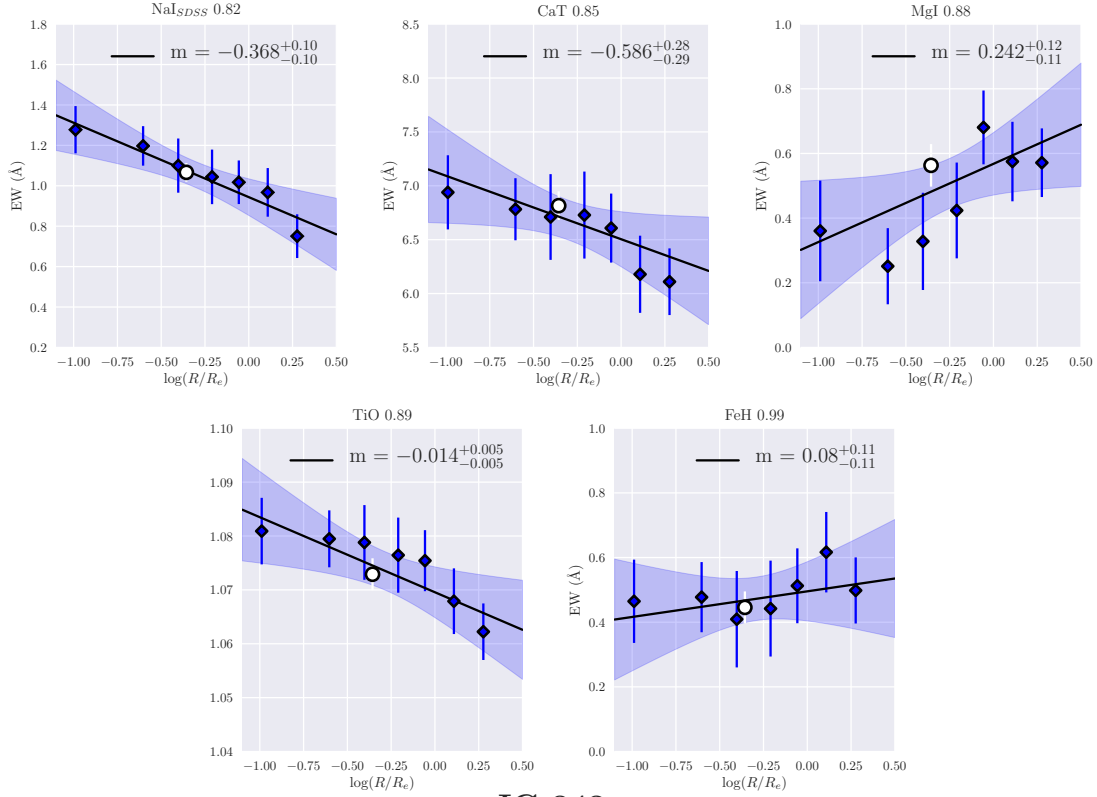 NaI_SDSS 0.82
CaT 0.85
MgI 0.88
m = −0.368 +0.10 −0.10
m = −0.586 +0.28 −0.29
m = 0.242 +0.12 −0.11
EW (Å)
1.8
1.6
1.4
1.2
1.0
0.8
0.6
0.4
0.2
−1.00 −0.75 −0.50 −0.25 0.00 0.25 0.50
log(R/R_e)
EW (Å)
8.5
8.0
7.5
7.0
6.5
6.0
5.5
−1.00 −0.75 −0.50 −0.25 0.00 0.25 0.50
log(R/R_e)
EW (Å)
1.0
0.8
0.6
0.4
0.2
0.0
−1.00 −0.75 −0.50 −0.25 0.00 0.25 0.50
log(R/R_e)
TiO 0.89
FeH 0.99
m = −0.014 +0.005 −0.005
m = 0.08 +0.11 −0.11
1.10
1.09
1.08
1.07
1.06
1.05
1.04
−1.00 −0.75 −0.50 −0.25 0.00 0.25 0.50
log(R/R_e)
EW (Å)
1.0
0.8
0.6
0.4
0.2
0.0
−1.00 −0.75 −0.50 −0.25 0.00 0.25 0.50
log(R/R_e)